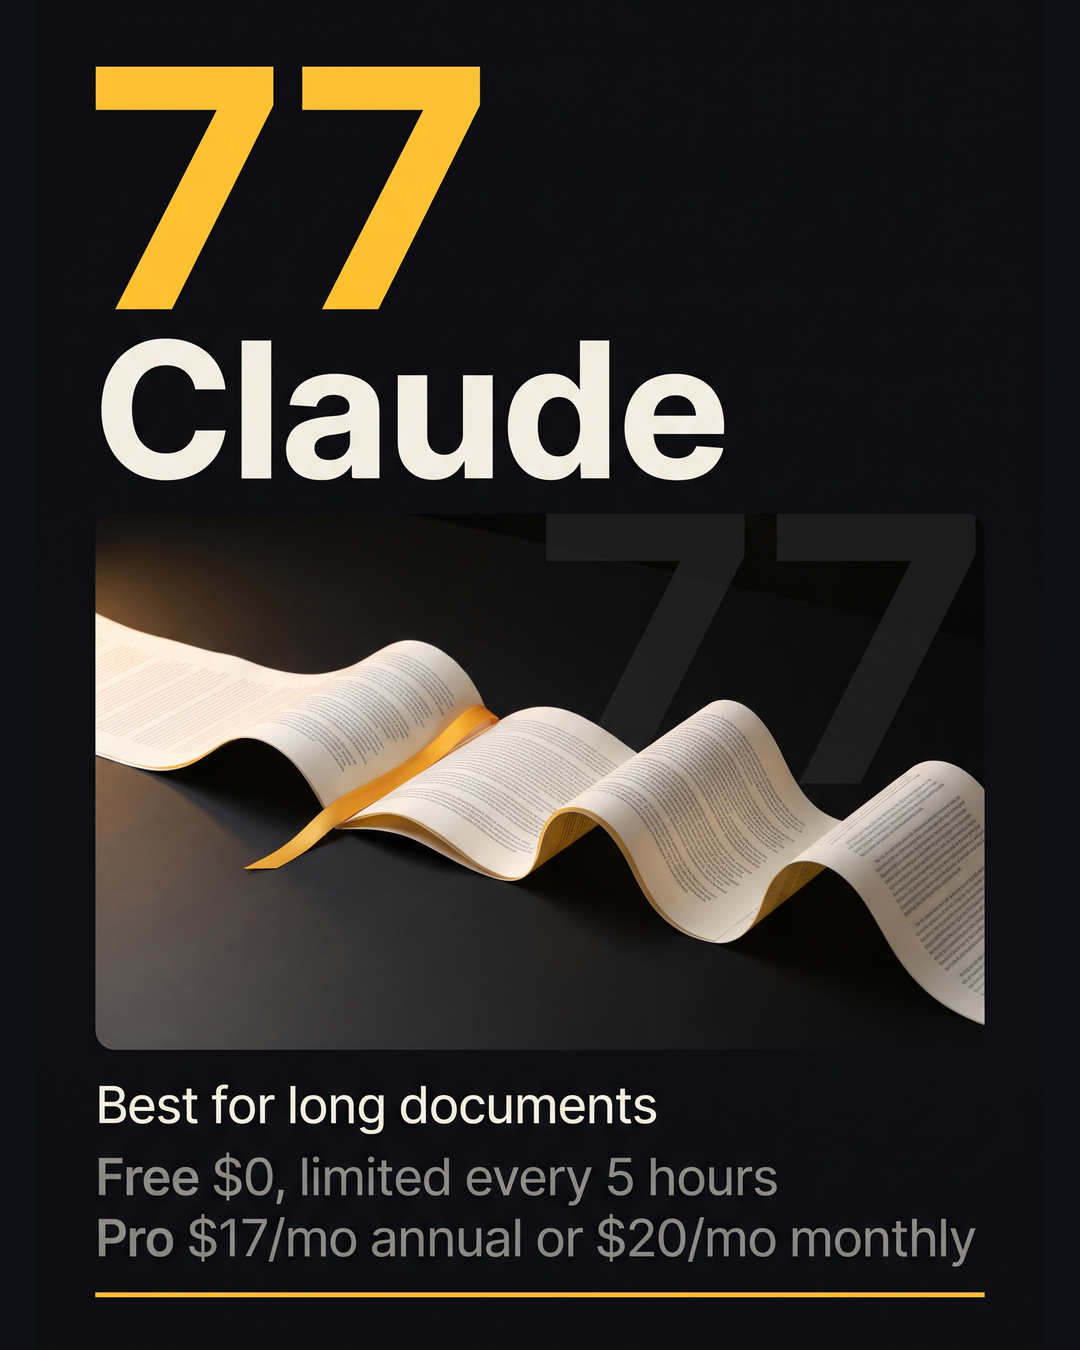 77
Claude
77
Best for long documents
Free $0, limited every 5 hours
Pro $17/mo annual or $20/mo monthly